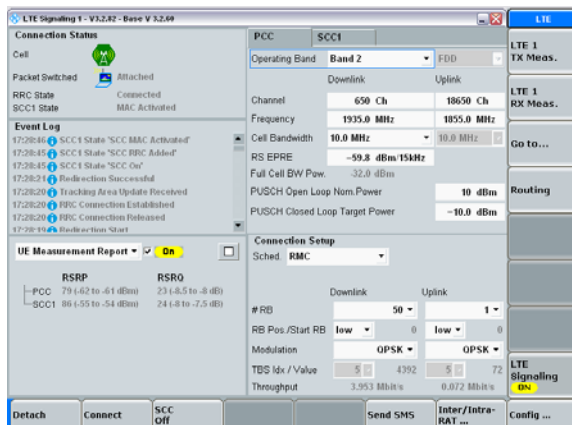 LTE Signaling 1 - V3.2.82 - Base V 3.2.60
LTE
Connection Status
Cell
Packet Switched Attached
RRC State Connected
SCC1 State MAC Activated
Event Log
17:28:46 SCC1 State 'SCC MAC Activated'
17:28:45 SCC1 State 'SCC RRC Added'
17:28:45 SCC1 State 'SCC On'
17:28:21 Redirection Successful
17:28:20 Tracking Area Update Received
17:28:20 RRC Connection Established
17:28:20 RRC Connection Released
17:28:19 Redirection Start
UE Measurement Report On
RSRP RSRQ
PCC 79 (-62 to -61 dBm) 23 (-8.5 to -8 dB)
SCC1 86 (-55 to -54 dBm) 24 (-8 to -7.5 dB)
PCC SCC1
Operating Band Band 2 FDD
Downlink Uplink
Channel 650 Ch 18650 Ch
Frequency 1935.0 MHz 1855.0 MHz
Cell Bandwidth 10.0 MHz 10.0 MHz
RS EPRE -59.8 dBm/15kHz
Full Cell BW Pow. -32.0 dBm
PUSCH Open Loop Nom.Power 10 dBm
PUSCH Closed Loop Target Power -10.0 dBm
Connection Setup
Sched. RMC
Downlink Uplink
# RB 50 1
RB Pos./Start RB low 0 low 0
Modulation QPSK QPSK
TBS Idx / Value 5 4392 5 72
Throughput 3.953 Mbit/s 0.072 Mbit/s
LTE 1
TX Meas.
LTE 1
RX Meas.
Go to...
Routing
LTE
Signaling
ON
Detach
Connect
SCC
Off
Send SMS
Inter/Intra-
RAT ...
Config ...